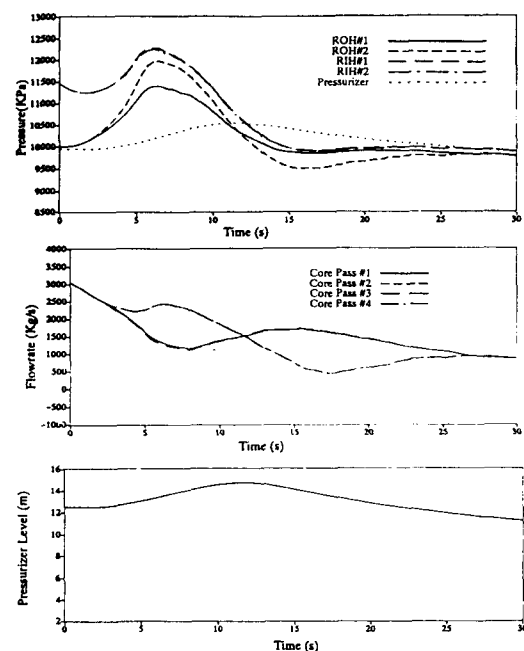 13000
12500
12000
11500
11000
10500
10000
9500
9000
8500
Pressure(KPa)
ROH#1
ROH#2
RIH#1
RIH#2
Pressurizer
0 5 10 15 20 25 30
Time (s)
4000
3500
3000
2500
2000
1500
1000
500
0
-500
-1000
Flowrate (Kg/s)
Core Pass #1
Core Pass #2
Core Pass #3
Core Pass #4
0 5 10 15 20 25 30
Time (s)
16
14
12
10
8
6
4
2
Pressurizer Level (m)
0 5 10 15 20 25 30
Time (s)